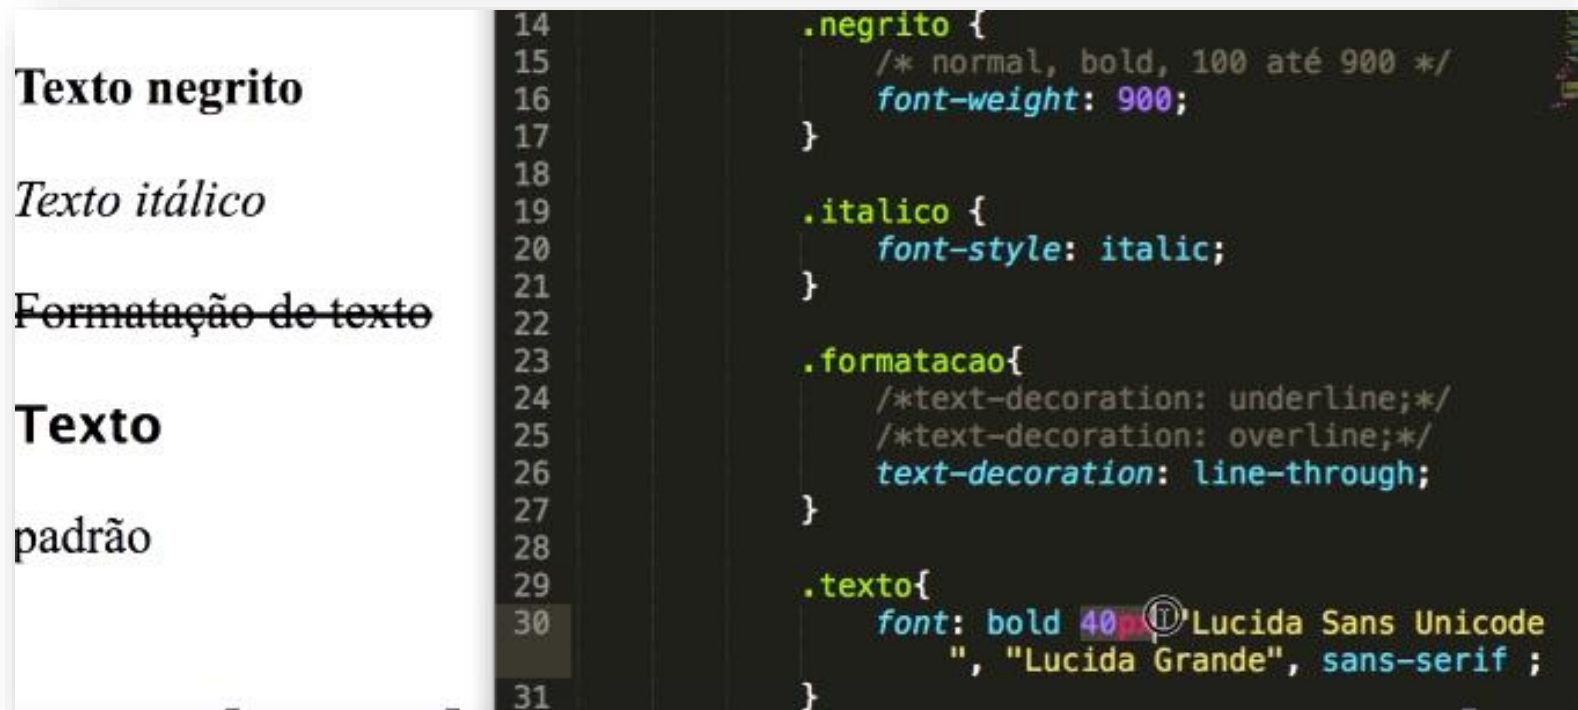 Texto negrito
Texto itálico
Formatação de texto
Texto
padrão
14 .negrito {
15 /* normal, bold, 100 até 900 */
16 font-weight: 900;
17 }
18
19 .italico {
20 font-style: italic;
21 }
22
23 .formatacao{
24 /*text-decoration: underline;*/
25 /*text-decoration: overline;*/
26 text-decoration: line-through;
27 }
28
29 .texto{
30 font: bold 40px "Lucida Sans Unicode
", "Lucida Grande", sans-serif ;
31 }